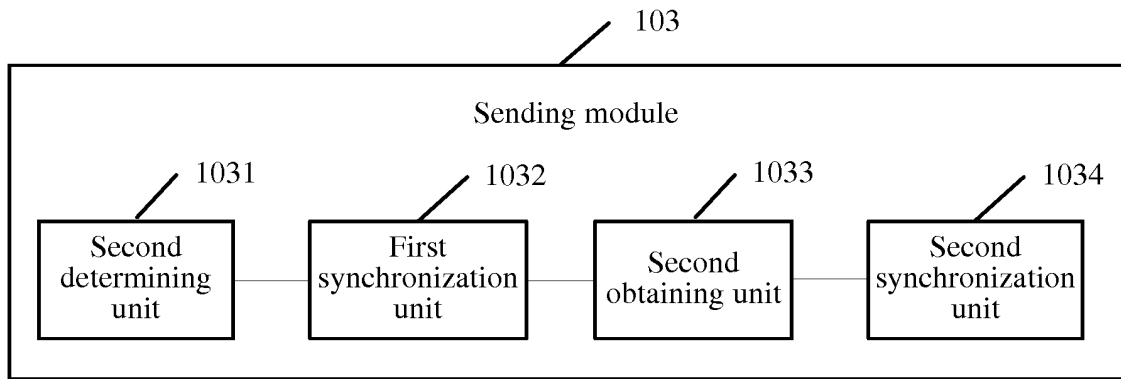 103
Sending module
1031
1032
1033
1034
Second
determining
unit
First
synchronization
unit
Second
obtaining unit
Second
synchronization
unit